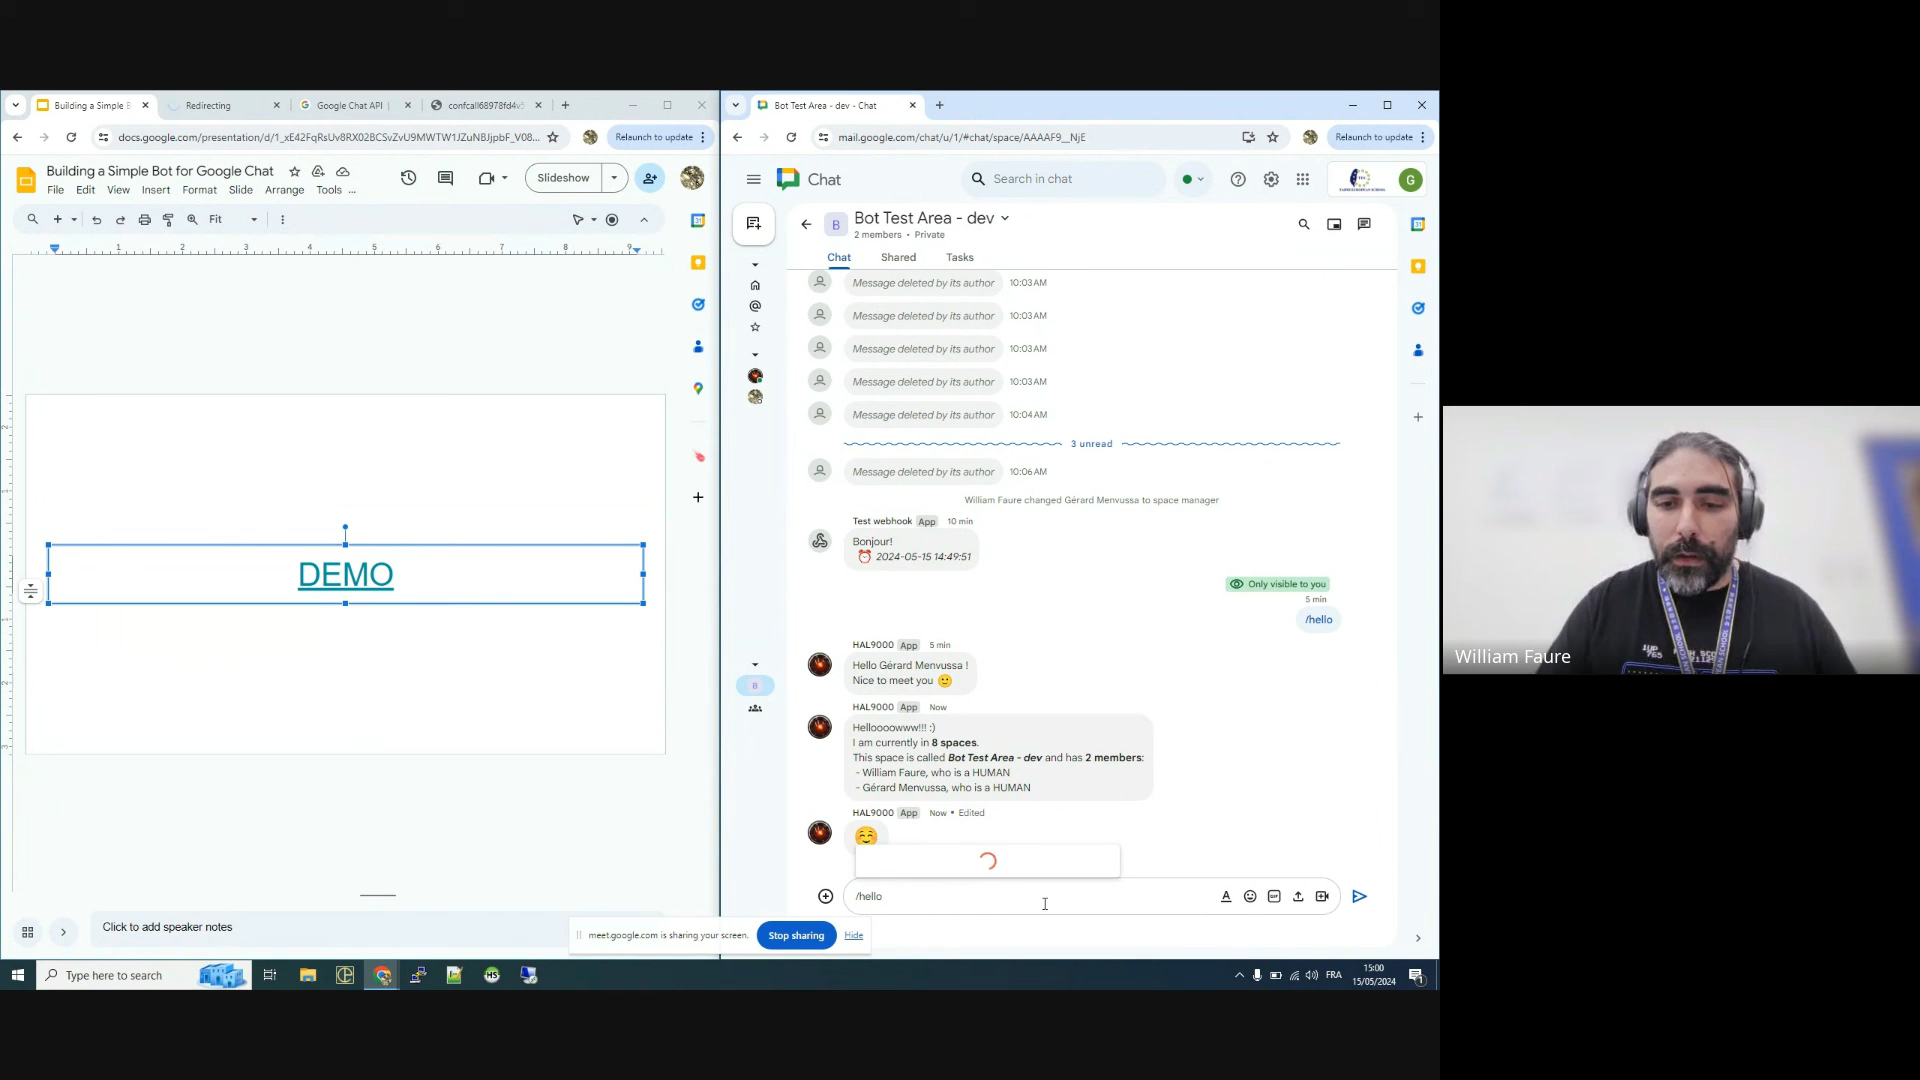 Building a Simple B
Redirecting
Google Chat API
confcall68978fd4v5
docs.google.com/presentation/d/1_xE42FqRsUv8RX02BCSvZvU9MWTW1JZuNBJjpbF_V08...
Relaunch to update
Building a Simple Bot for Google Chat
File Edit View Insert Format Slide Arrange Tools ...
Slideshow
Fit
1 2 3 4 5 6 7 8 9
DEMO
Click to add speaker notes
Bot Test Area - dev - Chat
mail.google.com/chat/u/1/#chat/space/AAAAF9__NjE
Relaunch to update
Chat
Search in chat
G
B
Bot Test Area - dev
2 members • Private
Chat Shared Tasks
Message deleted by its author 10:03 AM
Message deleted by its author 10:03 AM
Message deleted by its author 10:03 AM
Message deleted by its author 10:03 AM
Message deleted by its author 10:04 AM
3 unread
Message deleted by its author 10:06 AM
William Faure changed Gérard Menvussa to space manager
Test webhook App 10 min
Bonjour!
⏰ 2024-05-15 14:49:51
Only visible to you
5 min
/hello
HAL9000 App 5 min
Hello Gérard Menvussa !
Nice to meet you 🙂
HAL9000 App Now
Helloooowww!!! :)
I am currently in 8 spaces.
This space is called Bot Test Area - dev and has 2 members:
- William Faure, who is a HUMAN
- Gérard Menvussa, who is a HUMAN
HAL9000 App Now • Edited
☺️
B
/hello
meet.google.com is sharing your screen.
Stop sharing
Hide
Type here to search
FRA
15:00
15/05/2024
William Faure